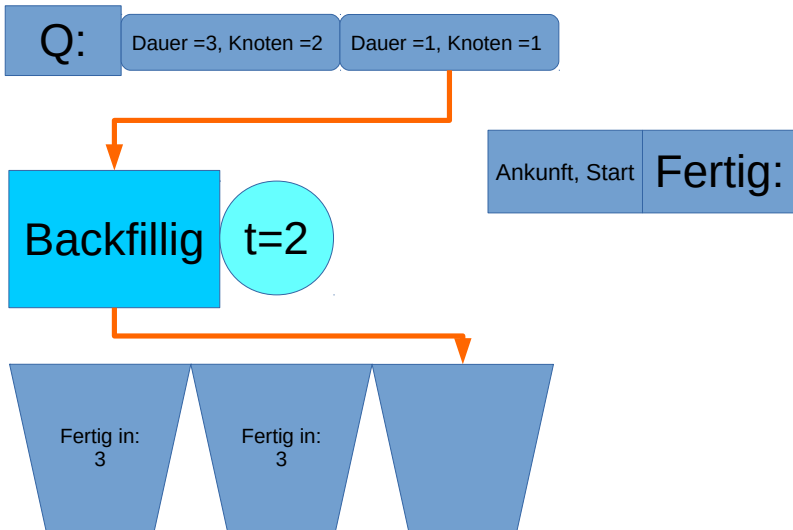 Q:
Dauer =3, Knoten =2
Dauer =1, Knoten =1
Ankunft, Start
Fertig:
Backfillig
t=2
Fertig in:
3
Fertig in:
3